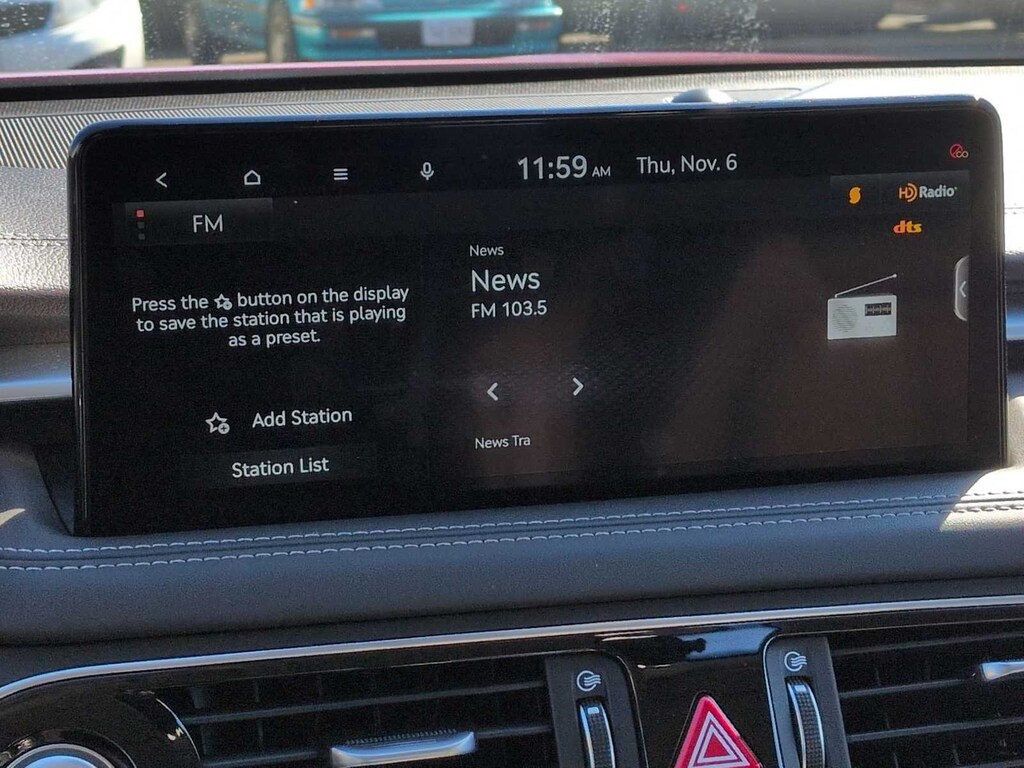 11:59 AM Thu, Nov. 6
GO
FM
HD Radio
dts
News
News
FM 103.5
Press the button on the display
to save the station that is playing
as a preset.
Add Station
News Tra
Station List